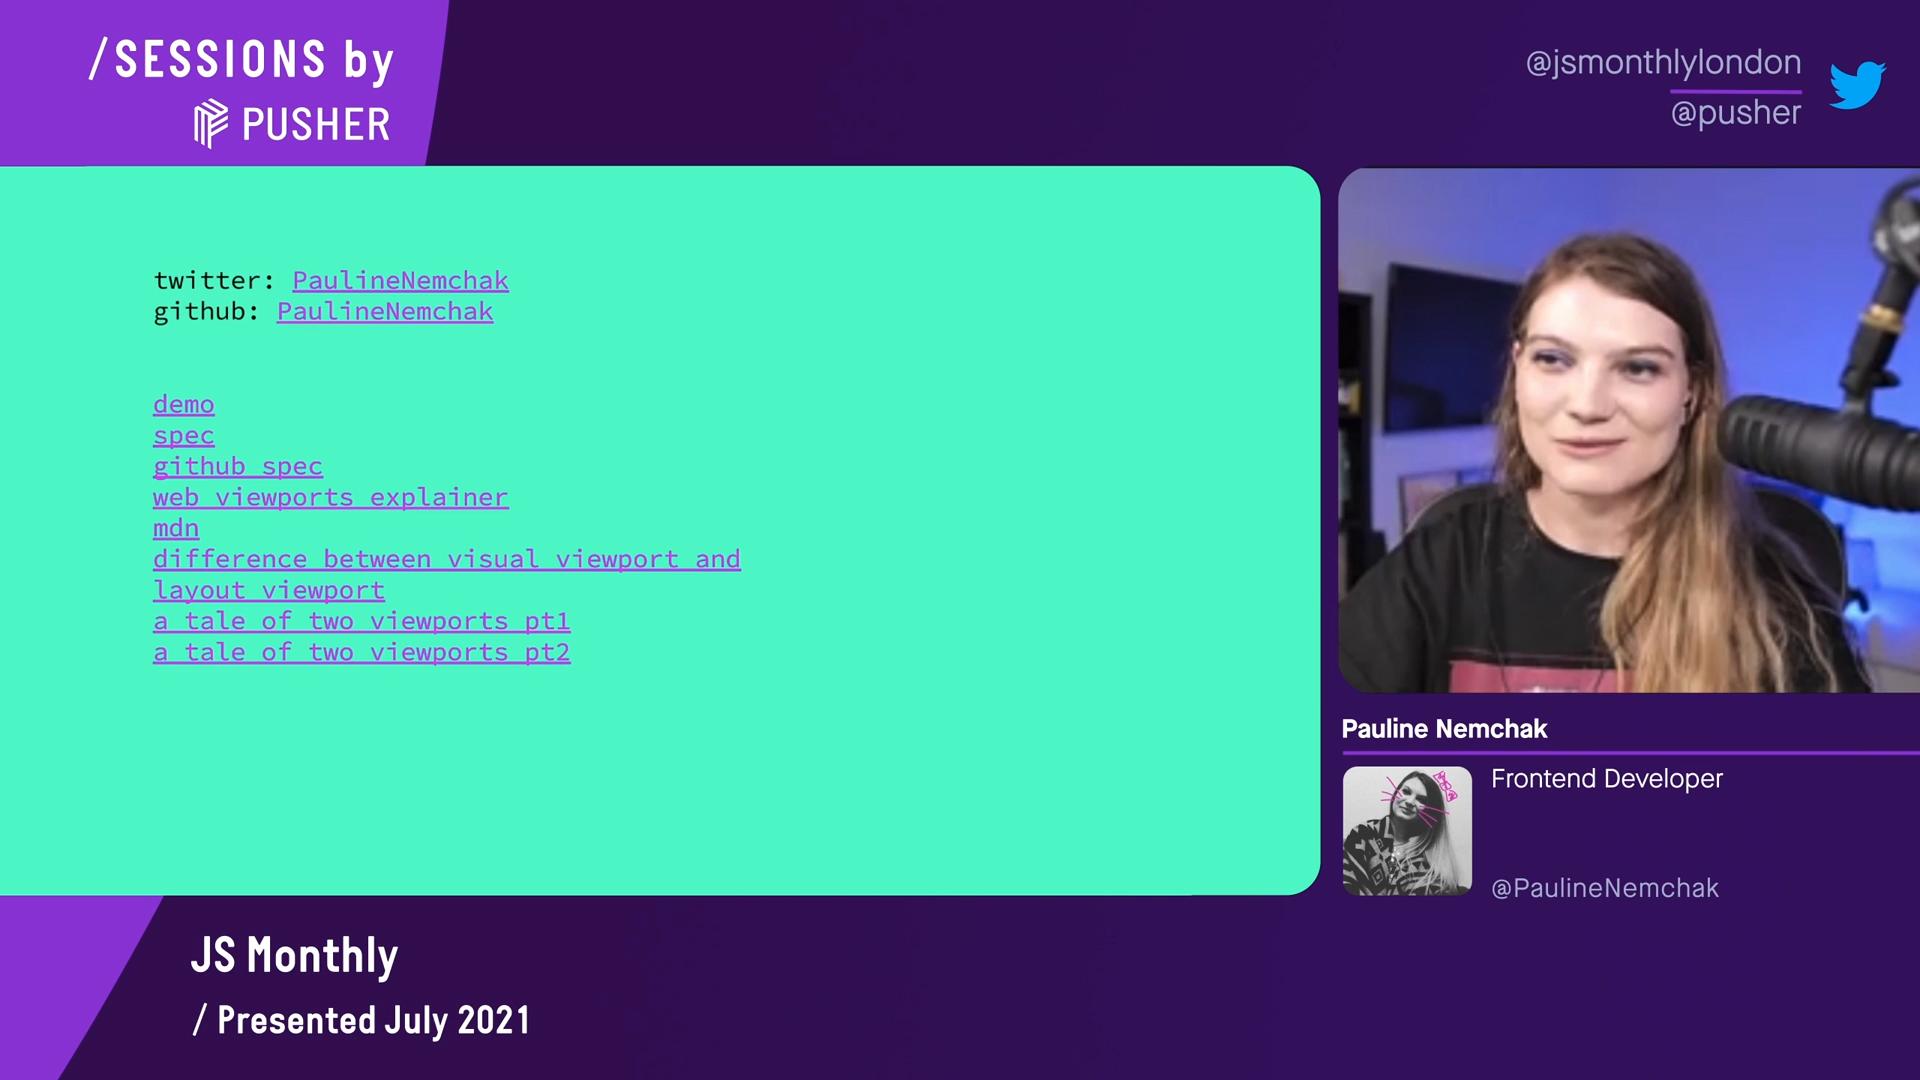 /SESSIONS by
PUSHER
@jsmonthlylondon
@pusher
twitter: PaulineNemchak
github: PaulineNemchak
demo
spec
github spec
web viewports explainer
mdn
difference between visual viewport and
layout viewport
a tale of two viewports pt1
a tale of two viewports pt2
Pauline Nemchak
Frontend Developer
@PaulineNemchak
JS Monthly
/ Presented July 2021